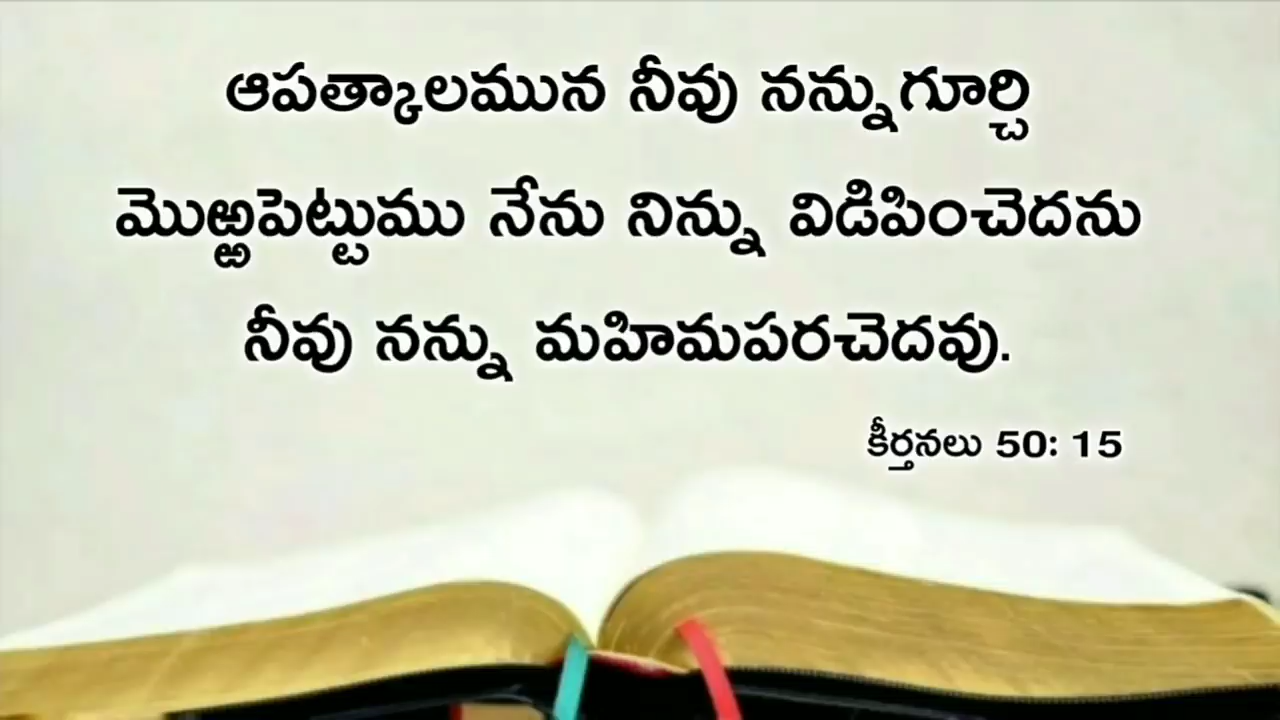 ఆపత్కాలమున నీవు నన్నుగూర్చి
మొఱ్ఱపెట్టుము నేను నిన్ను విడిపించెదను
నీవు నన్ను మహిమపరచెదవు.
కీర్తనలు 50: 15